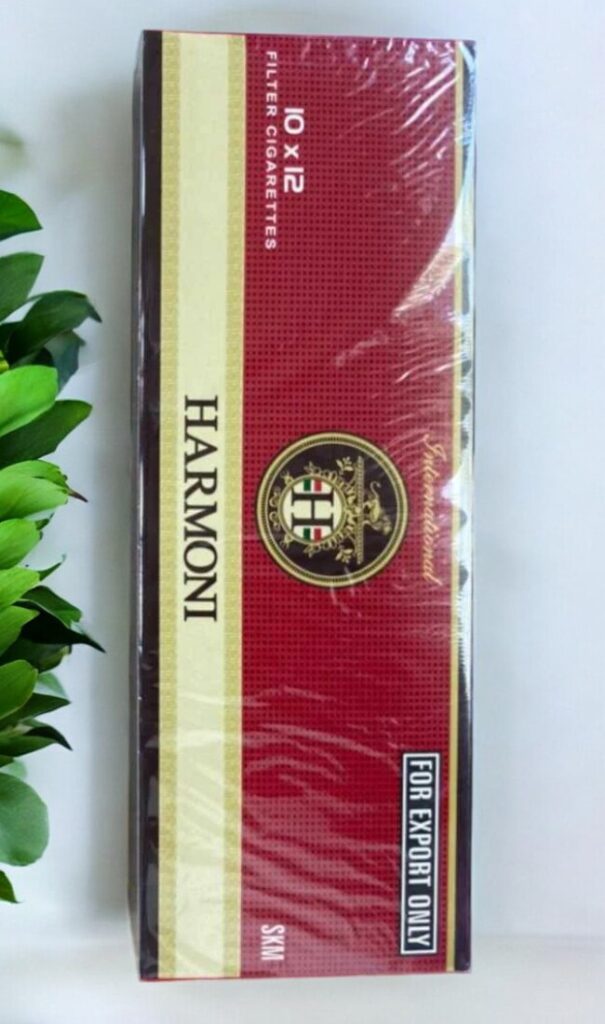 10 x 12
FILTER CIGARETTES
International
H
HARMONI
FOR EXPORT ONLY
SKM